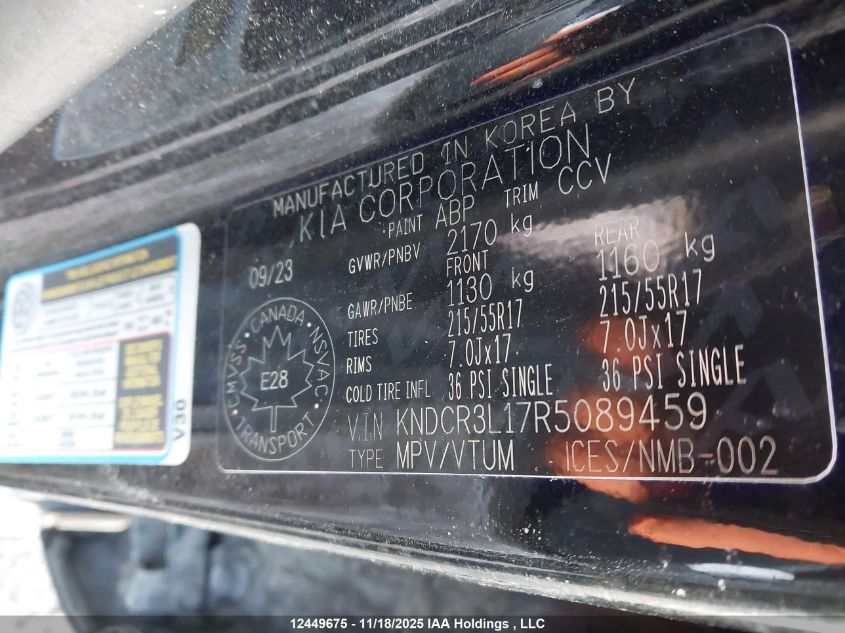 MANUFACTURED IN KOREA BY
KIA CORPORATION
PAINT ABP TRIM CCV
09/23
GVWR/PNBV 2170 kg
FRONT REAR
GAWR/PNBE 1130 kg 1160 kg
TIRES 215/55R17 215/55R17
RIMS 7.0Jx17 7.0Jx17
COLD TIRE INFL 36 PSI SINGLE 36 PSI SINGLE
VIN KNDCR3L17R5089459
TYPE MPV/VTUM ICES/NMB-002
CANADA
CMVSS NSVAC
E28
TRANSPORT
V30
12449675 - 11/18/2025 IAA Holdings , LLC